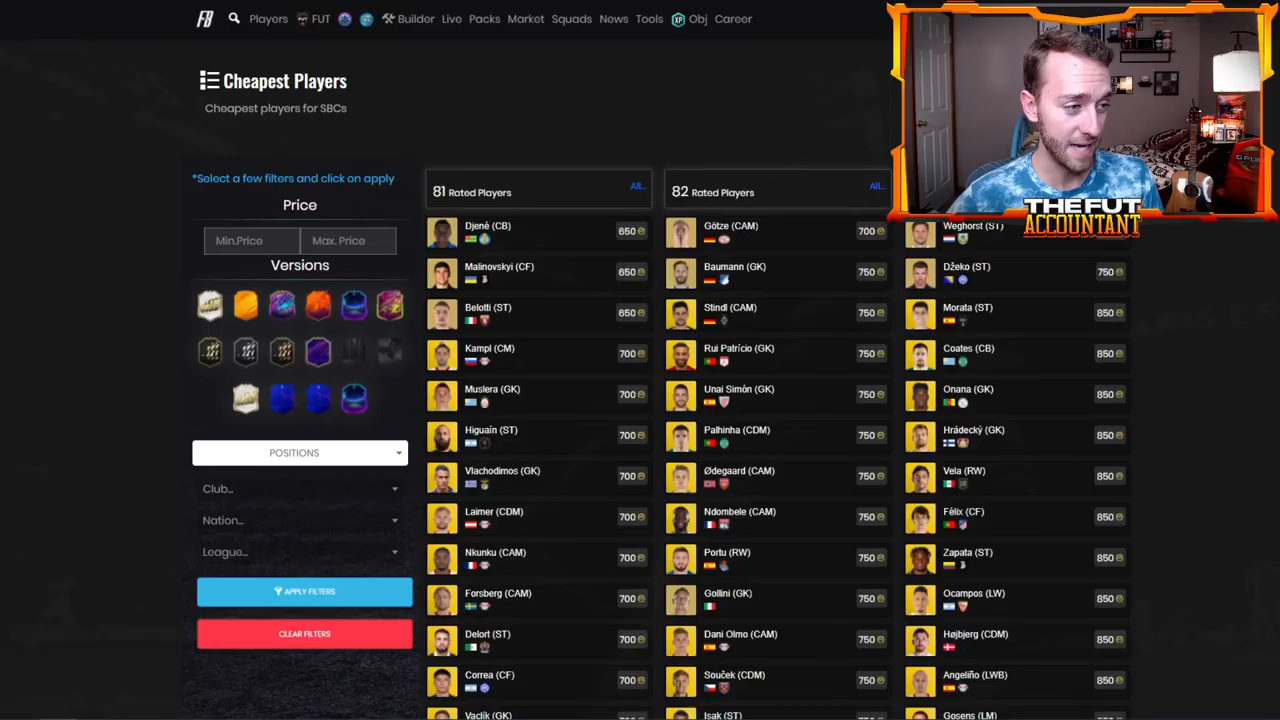 FB Players FUT Builder Live Packs Market Squads News Tools XP Obj Career
Cheapest Players
Cheapest players for SBCs
*Select a few filters and click on apply
Price
Min.Price Max. Price
Versions
POSITIONS
Club...
Nation...
League...
APPLY FILTERS
CLEAR FILTERS
81 Rated Players All...
Djené (CB) 650
Malinovskyi (CF) 650
Belotti (ST) 650
Kampl (CM) 700
Muslera (GK) 700
Higuaín (ST) 700
Vlachodimos (GK) 700
Laimer (CDM) 700
Nkunku (CAM) 700
Forsberg (CAM) 700
Delort (ST) 700
Correa (CF) 700
Vaclík (GK)
82 Rated Players All...
Götze (CAM) 700
Baumann (GK) 750
Stindl (CAM) 750
Rui Patrício (GK) 750
Unai Simón (GK) 750
Palhinha (CDM) 750
Ødegaard (CAM) 750
Ndombele (CAM) 750
Portu (RW) 750
Gollini (GK) 750
Dani Olmo (CAM) 750
Souček (CDM) 750
Isak (ST)
Weghorst (ST)
Džeko (ST) 750
Morata (ST) 850
Coates (CB) 850
Onana (GK) 850
Hrádecký (GK) 850
Vela (RW) 850
Félix (CF) 850
Zapata (ST) 850
Ocampos (LW) 850
Højbjerg (CDM) 850
Angeliño (LWB) 850
Gosens (LM)
THE FUT
ACCOUNTANT
G FUEL